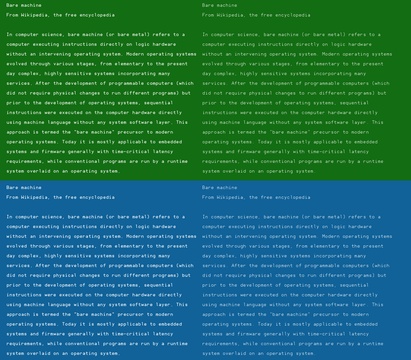 Bare machine
From Wikipedia, the free encyclopedia
In computer science, bare machine (or bare metal) refers to a
computer executing instructions directly on logic hardware
without an intervening operating system. Modern operating systems
evolved through various stages, from elementary to the present
day complex, highly sensitive systems incorporating many
services. After the development of programmable computers (which
did not require physical changes to run different programs) but
prior to the development of operating systems, sequential
instructions were executed on the computer hardware directly
using machine language without any system software layer. This
approach is termed the "bare machine" precursor to modern
operating systems. Today it is mostly applicable to embedded
systems and firmware generally with time-critical latency
requirements, while conventional programs are run by a runtime
system overlaid on an operating system.
Bare machine
From Wikipedia, the free encyclopedia
In computer science, bare machine (or bare metal) refers to a
computer executing instructions directly on logic hardware
without an intervening operating system. Modern operating systems
evolved through various stages, from elementary to the present
day complex, highly sensitive systems incorporating many
services. After the development of programmable computers (which
did not require physical changes to run different programs) but
prior to the development of operating systems, sequential
instructions were executed on the computer hardware directly
using machine language without any system software layer. This
approach is termed the "bare machine" precursor to modern
operating systems. Today it is mostly applicable to embedded
systems and firmware generally with time-critical latency
requirements, while conventional programs are run by a runtime
system overlaid on an operating system.
Bare machine
From Wikipedia, the free encyclopedia
In computer science, bare machine (or bare metal) refers to a
computer executing instructions directly on logic hardware
without an intervening operating system. Modern operating systems
evolved through various stages, from elementary to the present
day complex, highly sensitive systems incorporating many
services. After the development of programmable computers (which
did not require physical changes to run different programs) but
prior to the development of operating systems, sequential
instructions were executed on the computer hardware directly
using machine language without any system software layer. This
approach is termed the "bare machine" precursor to modern
operating systems. Today it is mostly applicable to embedded
systems and firmware generally with time-critical latency
requirements, while conventional programs are run by a runtime
system overlaid on an operating system.
Bare machine
From Wikipedia, the free encyclopedia
In computer science, bare machine (or bare metal) refers to a
computer executing instructions directly on logic hardware
without an intervening operating system. Modern operating systems
evolved through various stages, from elementary to the present
day complex, highly sensitive systems incorporating many
services. After the development of programmable computers (which
did not require physical changes to run different programs) but
prior to the development of operating systems, sequential
instructions were executed on the computer hardware directly
using machine language without any system software layer. This
approach is termed the "bare machine" precursor to modern
operating systems. Today it is mostly applicable to embedded
systems and firmware generally with time-critical latency
requirements, while conventional programs are run by a runtime
system overlaid on an operating system.